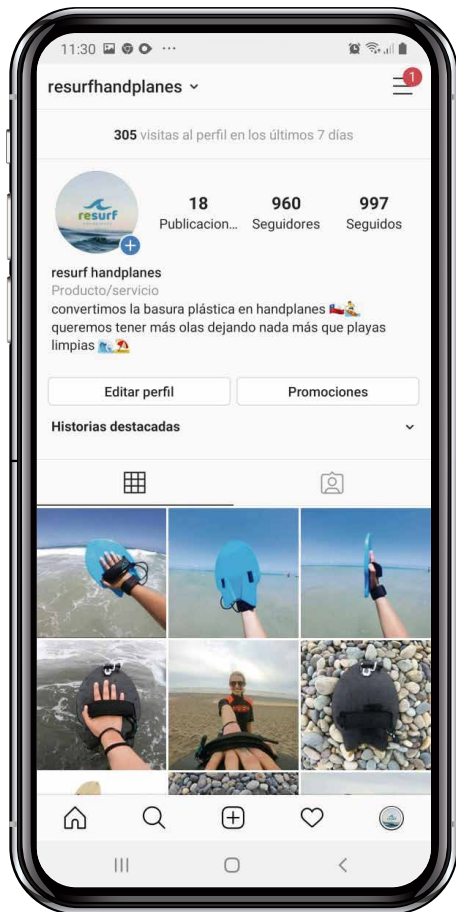 11:30
resurfhandplanes
1
305 visitas al perfil en los últimos 7 días
resurf
18 960 997
Publicacion... Seguidores Seguidos
resurf handplanes
Producto/servicio
convertimos la basura plástica en handplanes 🇨🇱🏄
queremos tener más olas dejando nada más que playas
limpias 🌊⛱️
Editar perfil Promociones
Historias destacadas